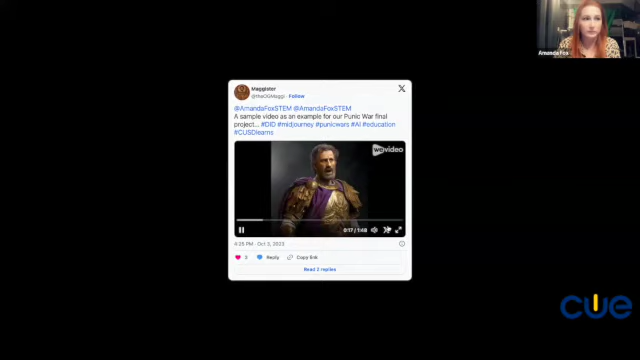 Amanda Fox
Maggister
@theOGMaggi · Follow
@AmandaFoxSTEM @AmandaFoxSTEM
A sample video as an example for our Punic War final
project... #DID #midjourney #punicwars #AI #education
#CUSDlearns
wevideo
0:17 / 1:48
4:25 PM · Oct 3, 2023
3 Reply Copy link
Read 2 replies
cue